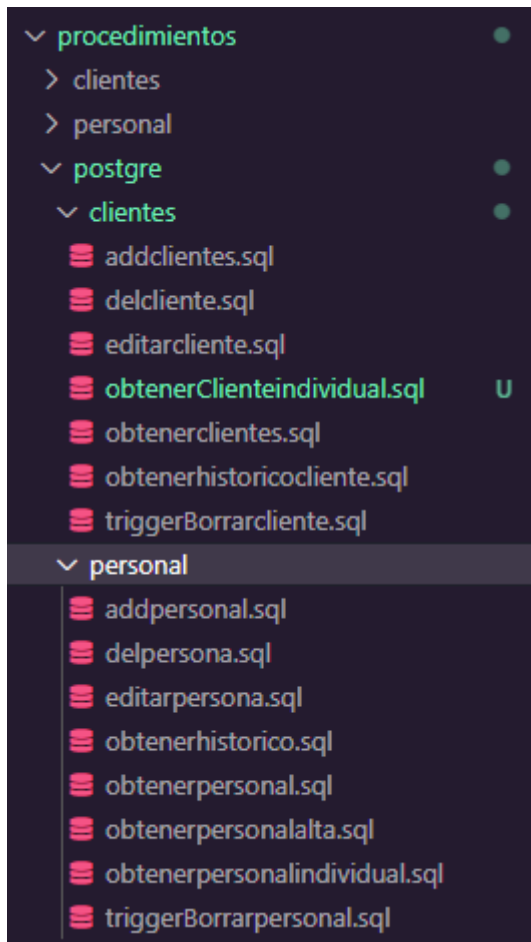 procedimientos
clientes
personal
postgre
clientes
addclientes.sql
delcliente.sql
editarcliente.sql
obtenerClienteindividual.sql U
obtenerclientes.sql
obtenerhistoricocliente.sql
triggerBorrarcliente.sql
personal
addpersonal.sql
delpersona.sql
editarpersona.sql
obtenerhistorico.sql
obtenerpersonal.sql
obtenerpersonalalta.sql
obtenerpersonalindividual.sql
triggerBorrarpersonal.sql